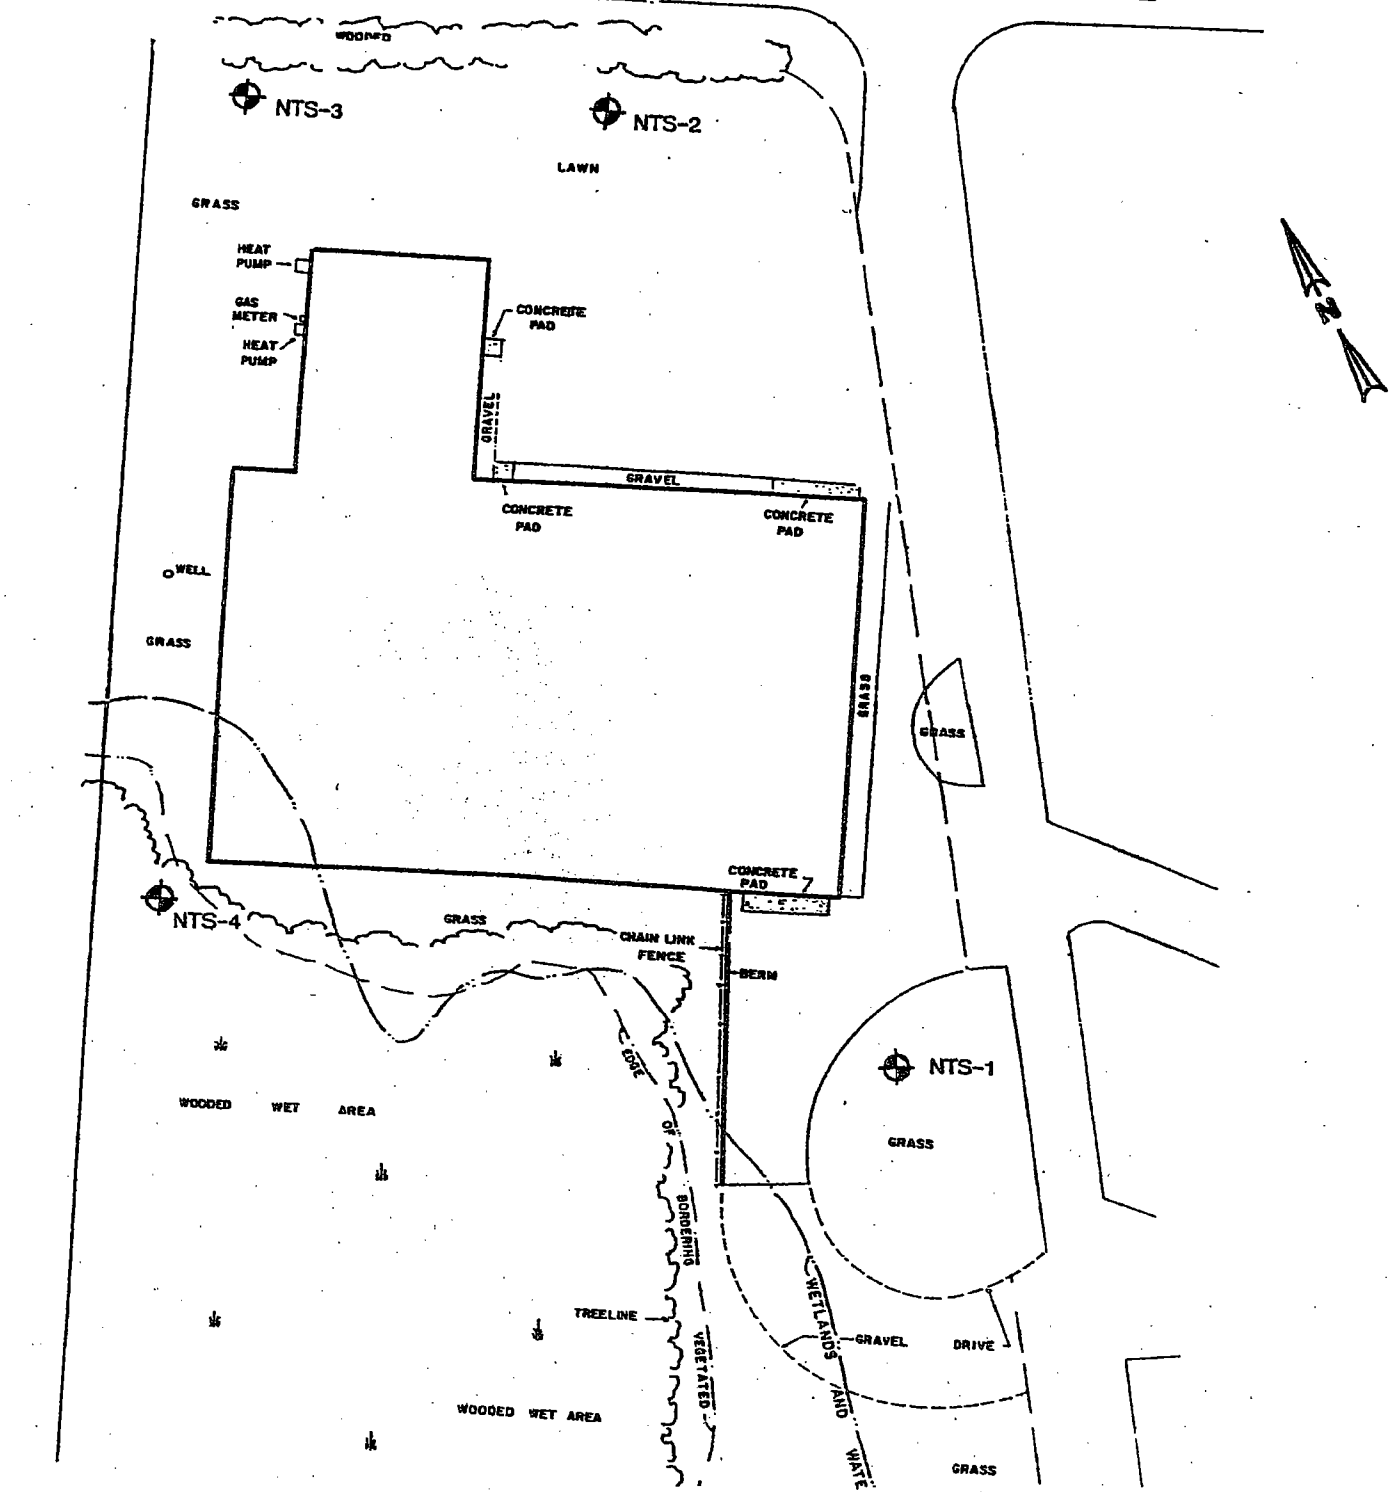 WOODED
NTS-3
NTS-2
LAWN
GRASS
HEAT
PUMP
GAS
METER
HEAT
PUMP
CONCRETE
PAD
N
GRAVEL
GRAVEL
CONCRETE
PAD
CONCRETE
PAD
WELL
GRASS
GRASS
GRASS
CONCRETE
PAD
7
NTS-4
GRASS
CHAIN LINK
FENCE
BERM
EDGE
OF
BORDERING
VEGETATED
WETLANDS
AND
WATE
NTS-1
WOODED WET AREA
GRASS
TREELINE
GRAVEL DRIVE
WOODED WET AREA
GRASS